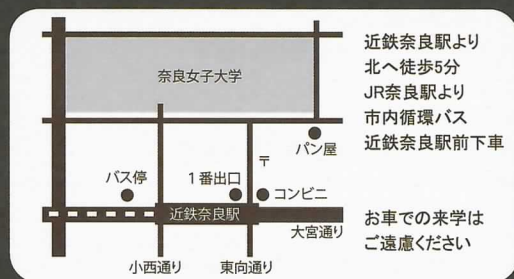 奈良女子大学
パン屋
〒
バス停
1番出口
コンビニ
近鉄奈良駅
大宮通り
小西通り
東向通り
近鉄奈良駅より
北へ徒歩5分
JR奈良駅より
市内循環バス
近鉄奈良駅前下車
お車での来学は
ご遠慮ください